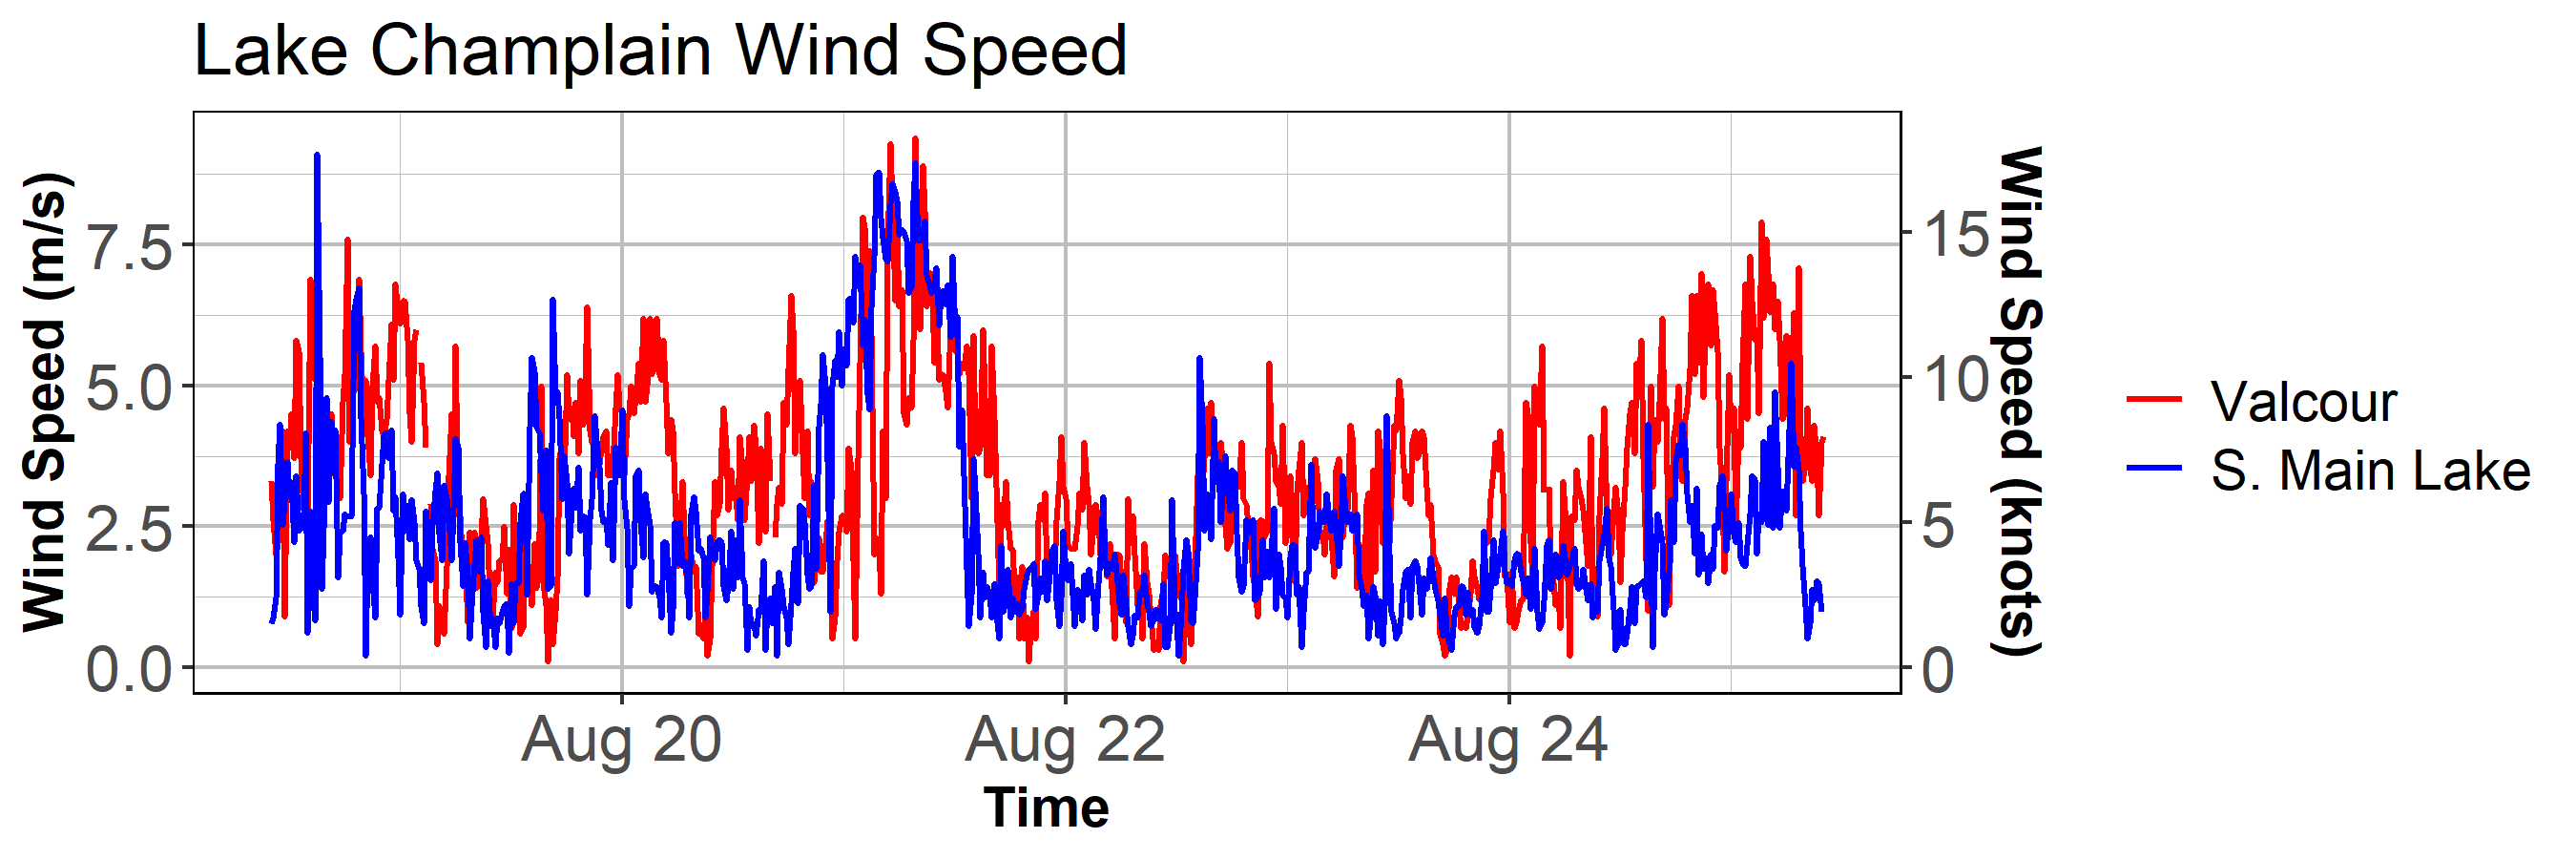 Lake Champlain Wind Speed
Wind Speed (m/s)
7.5
5.0
2.5
0.0
15
10
5
0
Wind Speed (knots)
Aug 20
Aug 22
Aug 24
Time
Valcour
S. Main Lake